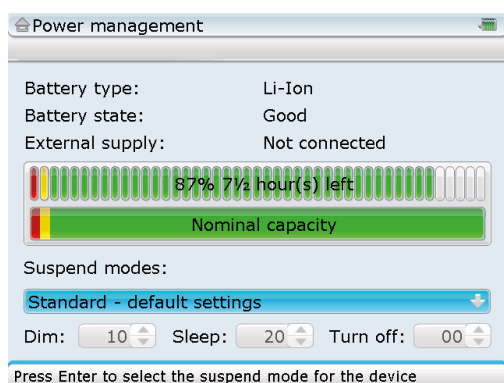 Power management
Battery type: Li-Ion
Battery state: Good
External supply: Not connected
87% 7½ hour(s) left
Nominal capacity
Suspend modes:
Standard - default settings
Dim: 10 Sleep: 20 Turn off: 00
Press Enter to select the suspend mode for the device